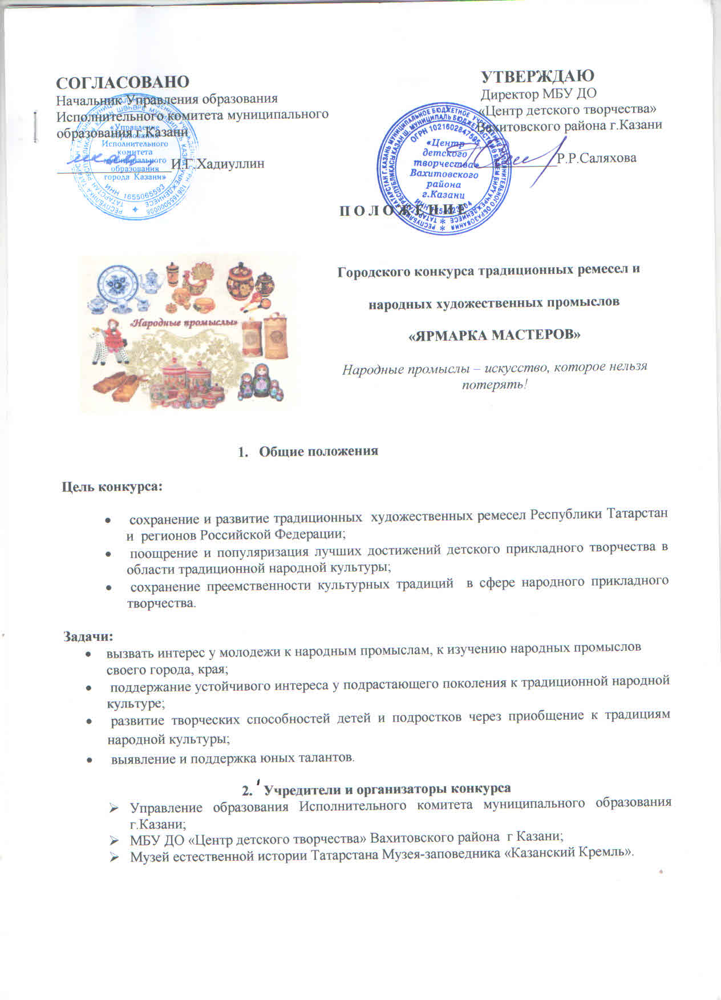 СОГЛАСОВАНО
Начальник Управления образования
Исполнительного комитета муниципального
образования г.Казани
И.Г.Хадиуллин
«Управление
образования
Исполнительного
комитета
муниципального
образования
города Казани»
ИНН 1655065593
УТВЕРЖДАЮ
Директор МБУ ДО
«Центр детского творчества»
Вахитовского района г.Казани
Р.Р.Саляхова
ОГРН 1021602847595
«Центр
детского
творчества»
Вахитовского
района
г.Казани
П О Л О Ж Е Н И Е
«Народные промыслы»
Городского конкурса традиционных ремесел и
народных художественных промыслов
«ЯРМАРКА МАСТЕРОВ»
Народные промыслы – искусство, которое нельзя
потерять!
1. Общие положения
Цель конкурса:
• сохранение и развитие традиционных художественных ремесел Республики Татарстан
и регионов Российской Федерации;
• поощрение и популяризация лучших достижений детского прикладного творчества в
области традиционной народной культуры;
• сохранение преемственности культурных традиций в сфере народного прикладного
творчества.
Задачи:
• вызвать интерес у молодежи к народным промыслам, к изучению народных промыслов
своего города, края;
• поддержание устойчивого интереса у подрастающего поколения к традиционной народной
культуре;
• развитие творческих способностей детей и подростков через приобщение к традициям
народной культуры;
• выявление и поддержка юных талантов.
2. Учредители и организаторы конкурса
➢ Управление образования Исполнительного комитета муниципального образования
г.Казани;
➢ МБУ ДО «Центр детского творчества» Вахитовского района г Казани;
➢ Музей естественной истории Татарстана Музея-заповедника «Казанский Кремль».